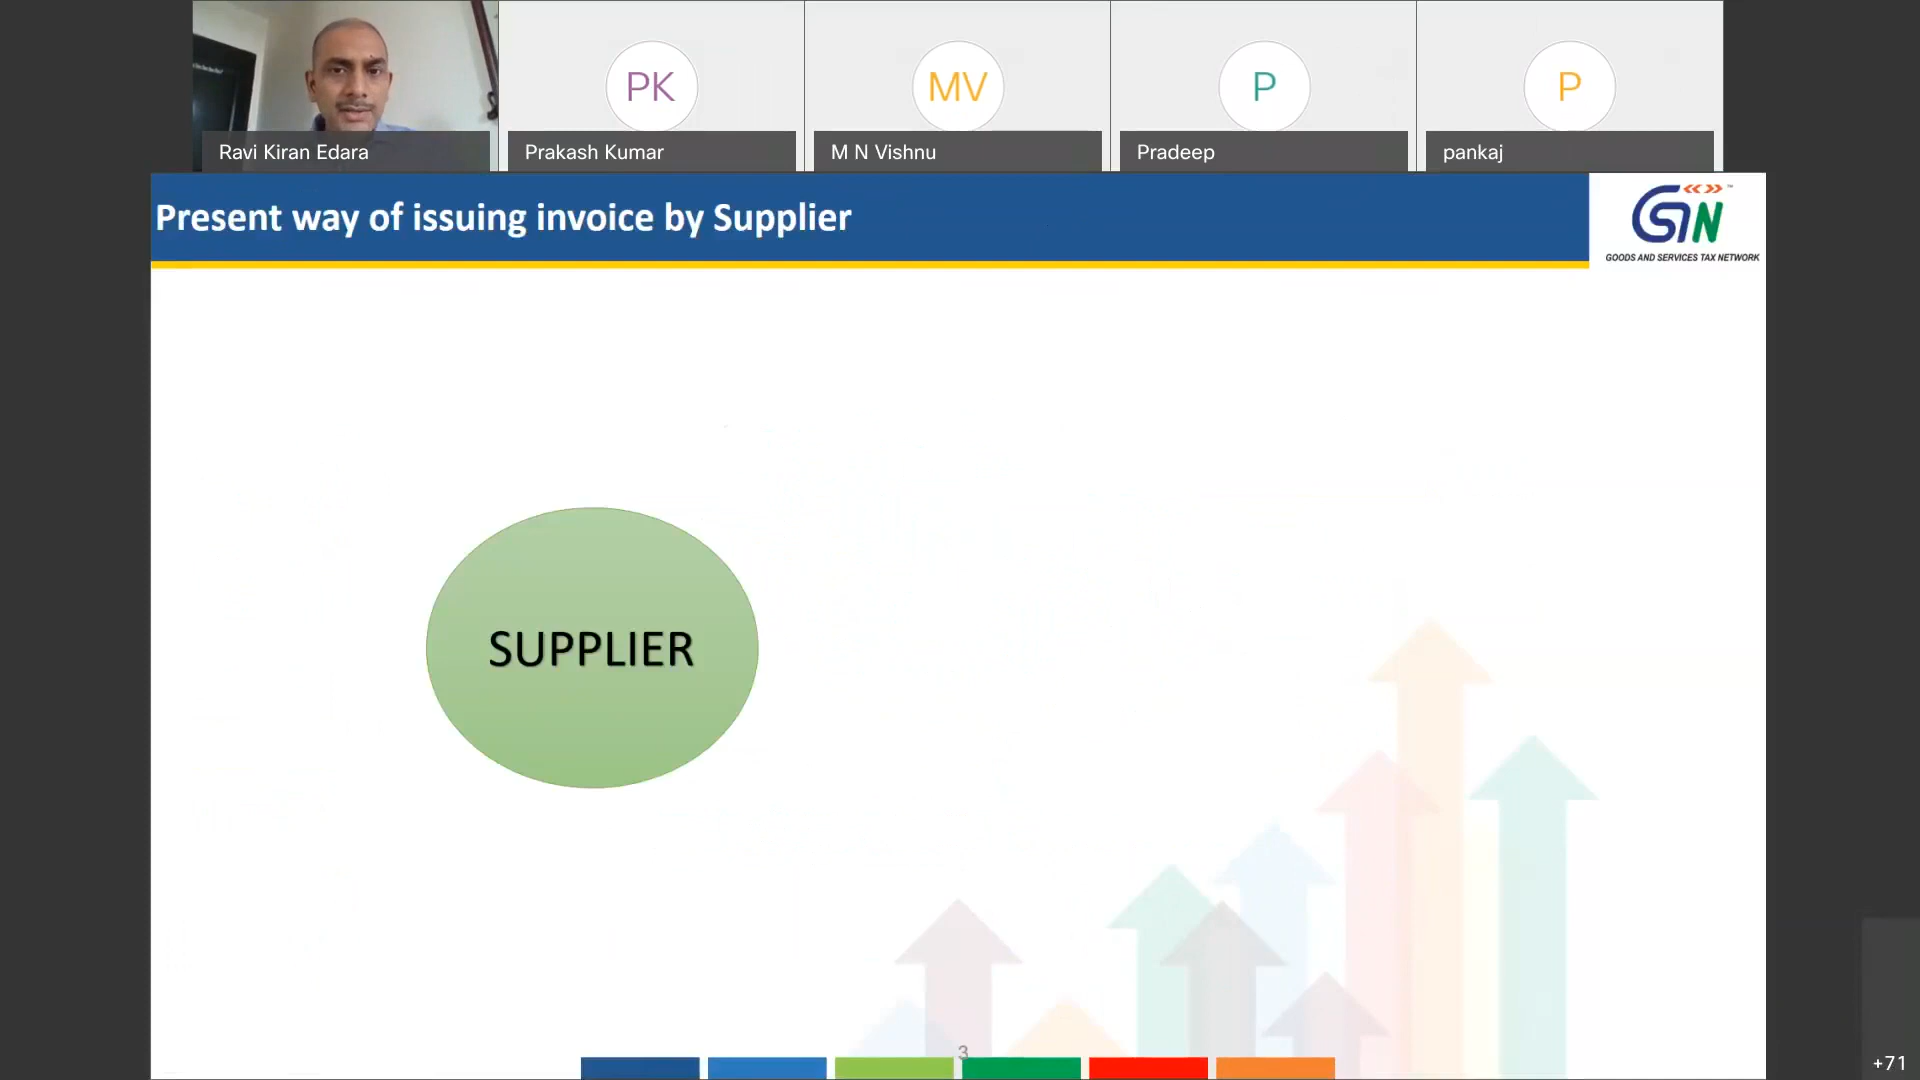 PK
MV
P
P
Ravi Kiran Edara
Prakash Kumar
M N Vishnu
Pradeep
pankaj
Present way of issuing invoice by Supplier
GSTN
GOODS AND SERVICES TAX NETWORK
SUPPLIER
3
+71